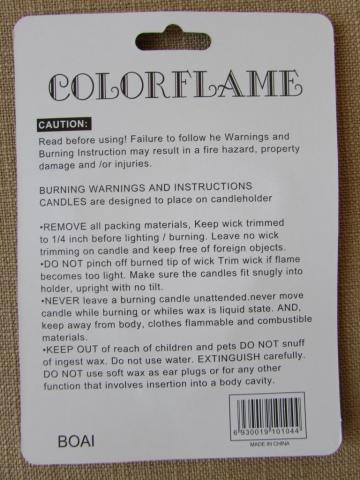 COLORFLAME
CAUTION:
Read before using! Failure to follow he Warnings and
Burning Instruction may result in a fire hazard, property
damage and /or injuries.
BURNING WARNINGS AND INSTRUCTIONS
CANDLES are designed to place on candleholder
•REMOVE all packing materials, Keep wick trimmed
to 1/4 inch before lighting / burning. Leave no wick
trimming on candle and keep free of foreign objects.
•DO NOT pinch off burned tip of wick Trim wick if flame
becomes too light. Make sure the candles fit snugly into
holder, upright with no tilt.
•NEVER leave a burning candle unattended.never move
candle while burning or whiles wax is liquid state. AND,
keep away from body, clothes flammable and combustible
materials.
•KEEP OUT of reach of children and pets DO NOT snuff
of ingest wax. Do not use water. EXTINGUISH carefully.
DO NOT use soft wax as ear plugs or for any other
function that involves insertion into a body cavity.
6 930019 101044
MADE IN CHINA
BOAI